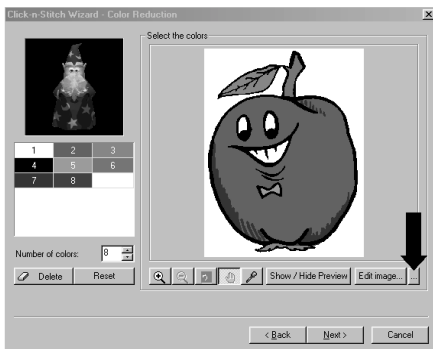 Click-n-Stitch Wizard - Color Reduction
Select the colors
1 2 3
4 5 6
7 8
Number of colors: 8
Delete Reset
Show / Hide Preview Edit image... ...
< Back Next > Cancel